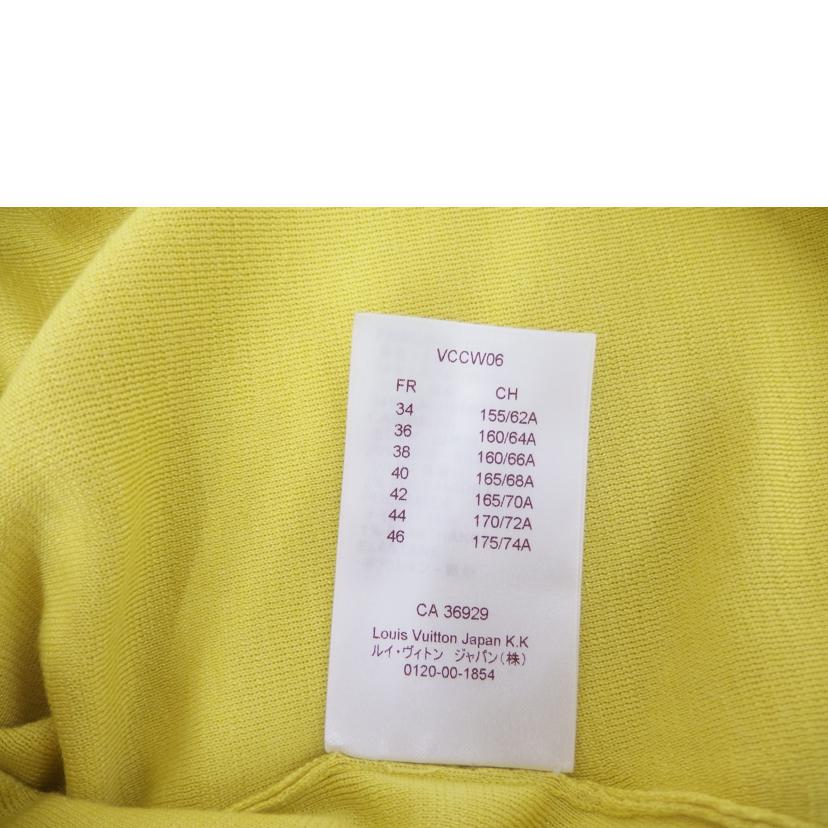 VCCW06
FR CH
34 155/62A
36 160/64A
38 160/66A
40 165/68A
42 165/70A
44 170/72A
46 175/74A
CA 36929
Louis Vuitton Japan K.K
ルイ・ヴィトン ジャパン(株)
0120-00-1854